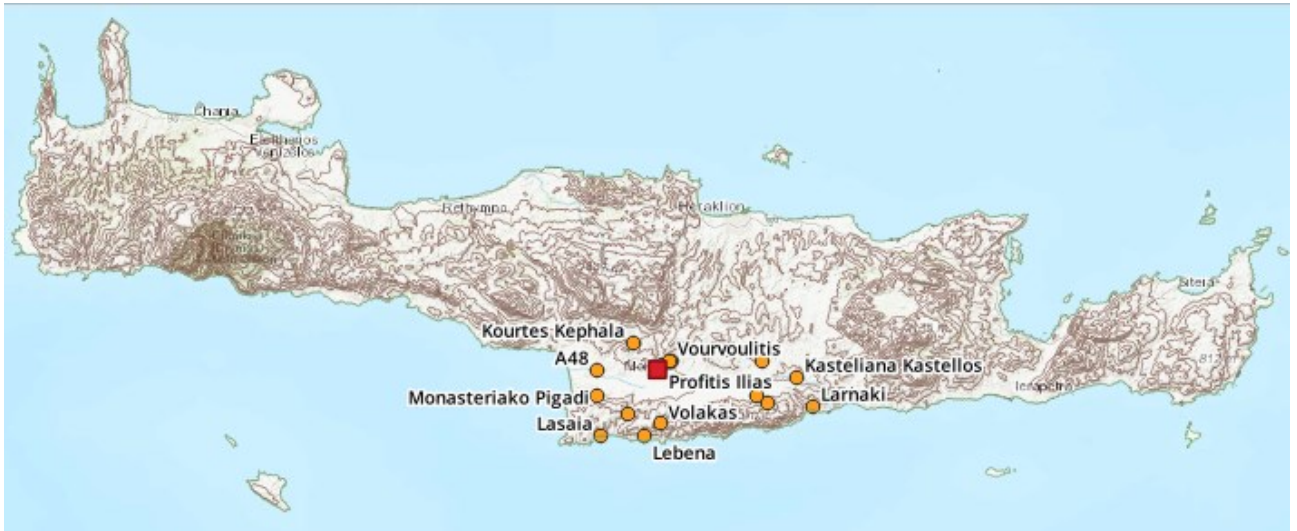 Chania
Rethymno
Heraklion
Siteia
Kourtes Kephala
Vourvoulitis
A48
Kasteliana Kastellos
Profitis Ilias
Ierapetra
Monasteriako Pigadi
Larnaki
Volakas
Lasaia
Lebena